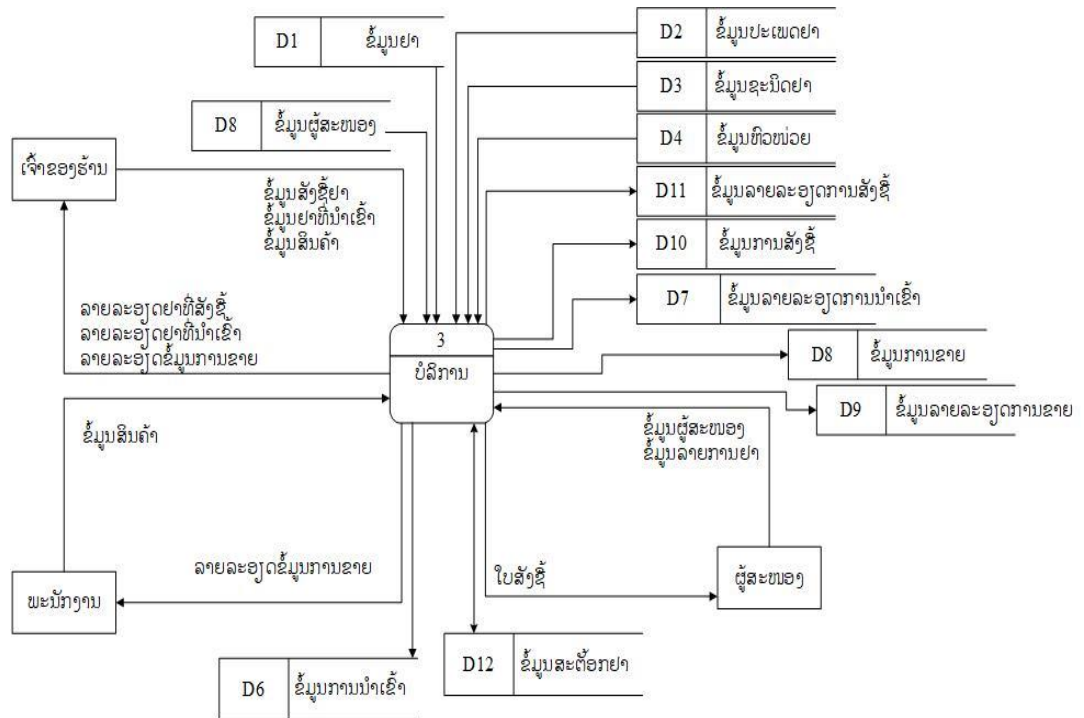 D1 ຂໍ້ມູນຢາ
D2 ຂໍ້ມູນປະເພດຢາ
D3 ຂໍ້ມູນຊະນິດຢາ
D8 ຂໍ້ມູນຜູ້ສະໜອງ
D4 ຂໍ້ມູນຫົວໜ່ວຍ
ເຈົ້າຂອງຮ້ານ
ຂໍ້ມູນສັ່ງຊື້ຢາ
ຂໍ້ມູນຢາທີ່ນໍາເຂົ້າ
ຂໍ້ມູນສິນຄ້າ
D11 ຂໍ້ມູນລາຍລະອຽດການສັ່ງຊື້
D10 ຂໍ້ມູນການສັ່ງຊື້
D7 ຂໍ້ມູນລາຍລະອຽດການນໍາເຂົ້າ
ລາຍລະອຽດຢາທີ່ສັ່ງຊື້
ລາຍລະອຽດຢາທີ່ນໍາເຂົ້າ
ລາຍລະອຽດຂໍ້ມູນການຂາຍ
3
ບໍລິການ
D8 ຂໍ້ມູນການຂາຍ
D9 ຂໍ້ມູນລາຍລະອຽດການຂາຍ
ຂໍ້ມູນສິນຄ້າ
ຂໍ້ມູນຜູ້ສະໜອງ
ຂໍ້ມູນລາຍການຢາ
ລາຍລະອຽດຂໍ້ມູນການຂາຍ
ໃບສັ່ງຊື້
ຜູ້ສະໜອງ
ພະນັກງານ
D12 ຂໍ້ມູນສະຕ໊ອກຢາ
D6 ຂໍ້ມູນການນໍາເຂົ້າ